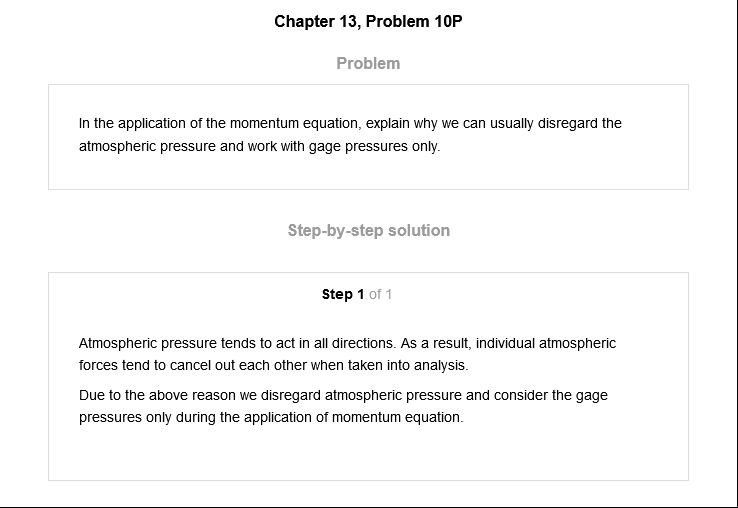 Chapter 13, Problem 10P
Problem
In the application of the momentum equation, explain why we can usually disregard the
atmospheric pressure and work with gage pressures only.
Step-by-step solution
Step 1 of 1
Atmospheric pressure tends to act in all directions. As a result, individual atmospheric
forces tend to cancel out each other when taken into analysis.
Due to the above reason we disregard atmospheric pressure and consider the gage
pressures only during the application of momentum equation.